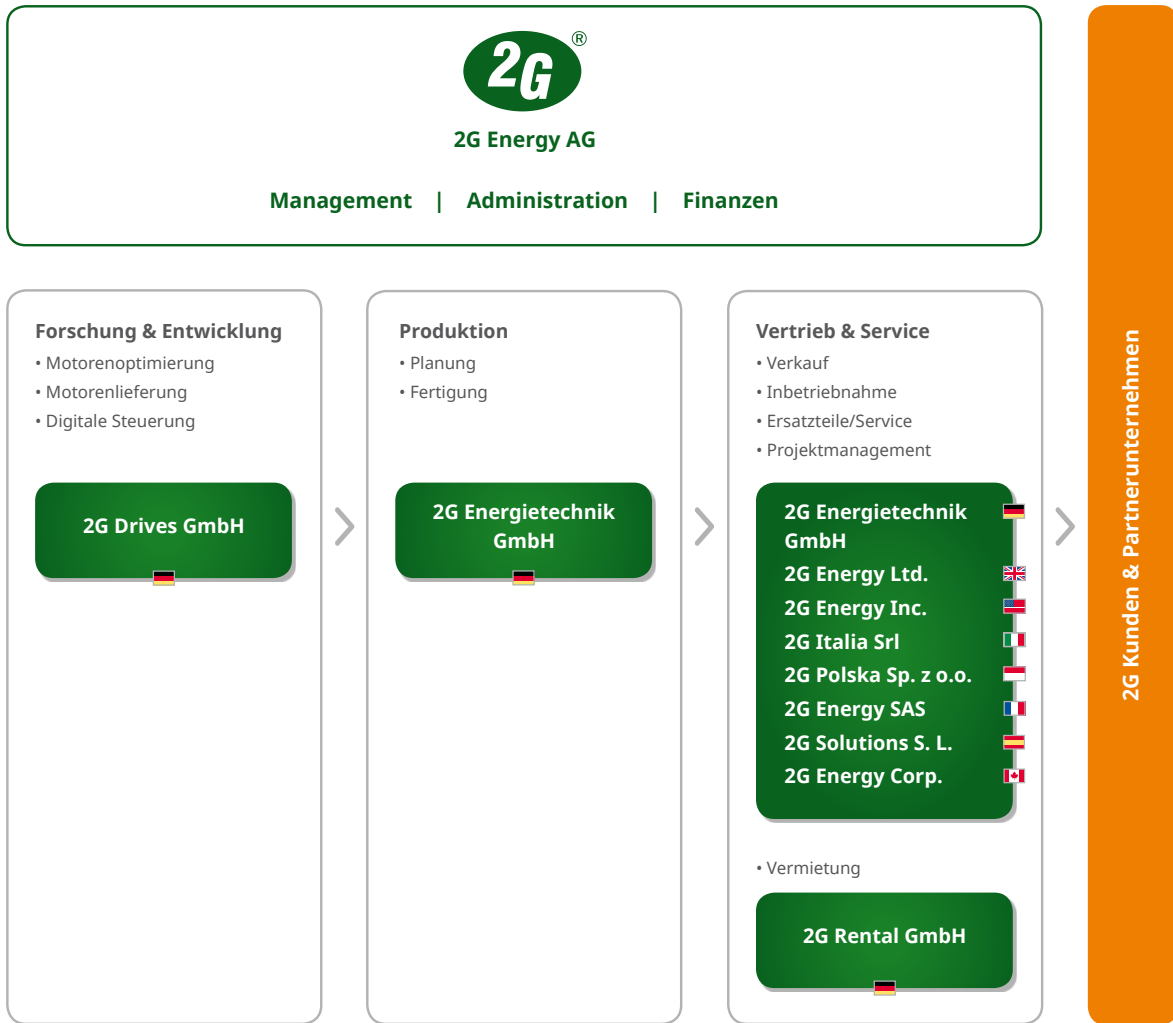 2G®
2G Energy AG
Management | Administration | Finanzen
Forschung & Entwicklung
• Motorenoptimierung
• Motorenlieferung
• Digitale Steuerung
2G Drives GmbH
Produktion
• Planung
• Fertigung
2G Energietechnik
GmbH
Vertrieb & Service
• Verkauf
• Inbetriebnahme
• Ersatzteile/Service
• Projektmanagement
2G Energietechnik
GmbH
2G Energy Ltd.
2G Energy Inc.
2G Italia Srl
2G Polska Sp. z o.o.
2G Energy SAS
2G Solutions S. L.
2G Energy Corp.
• Vermietung
2G Rental GmbH
2G Kunden & Partnerunternehmen